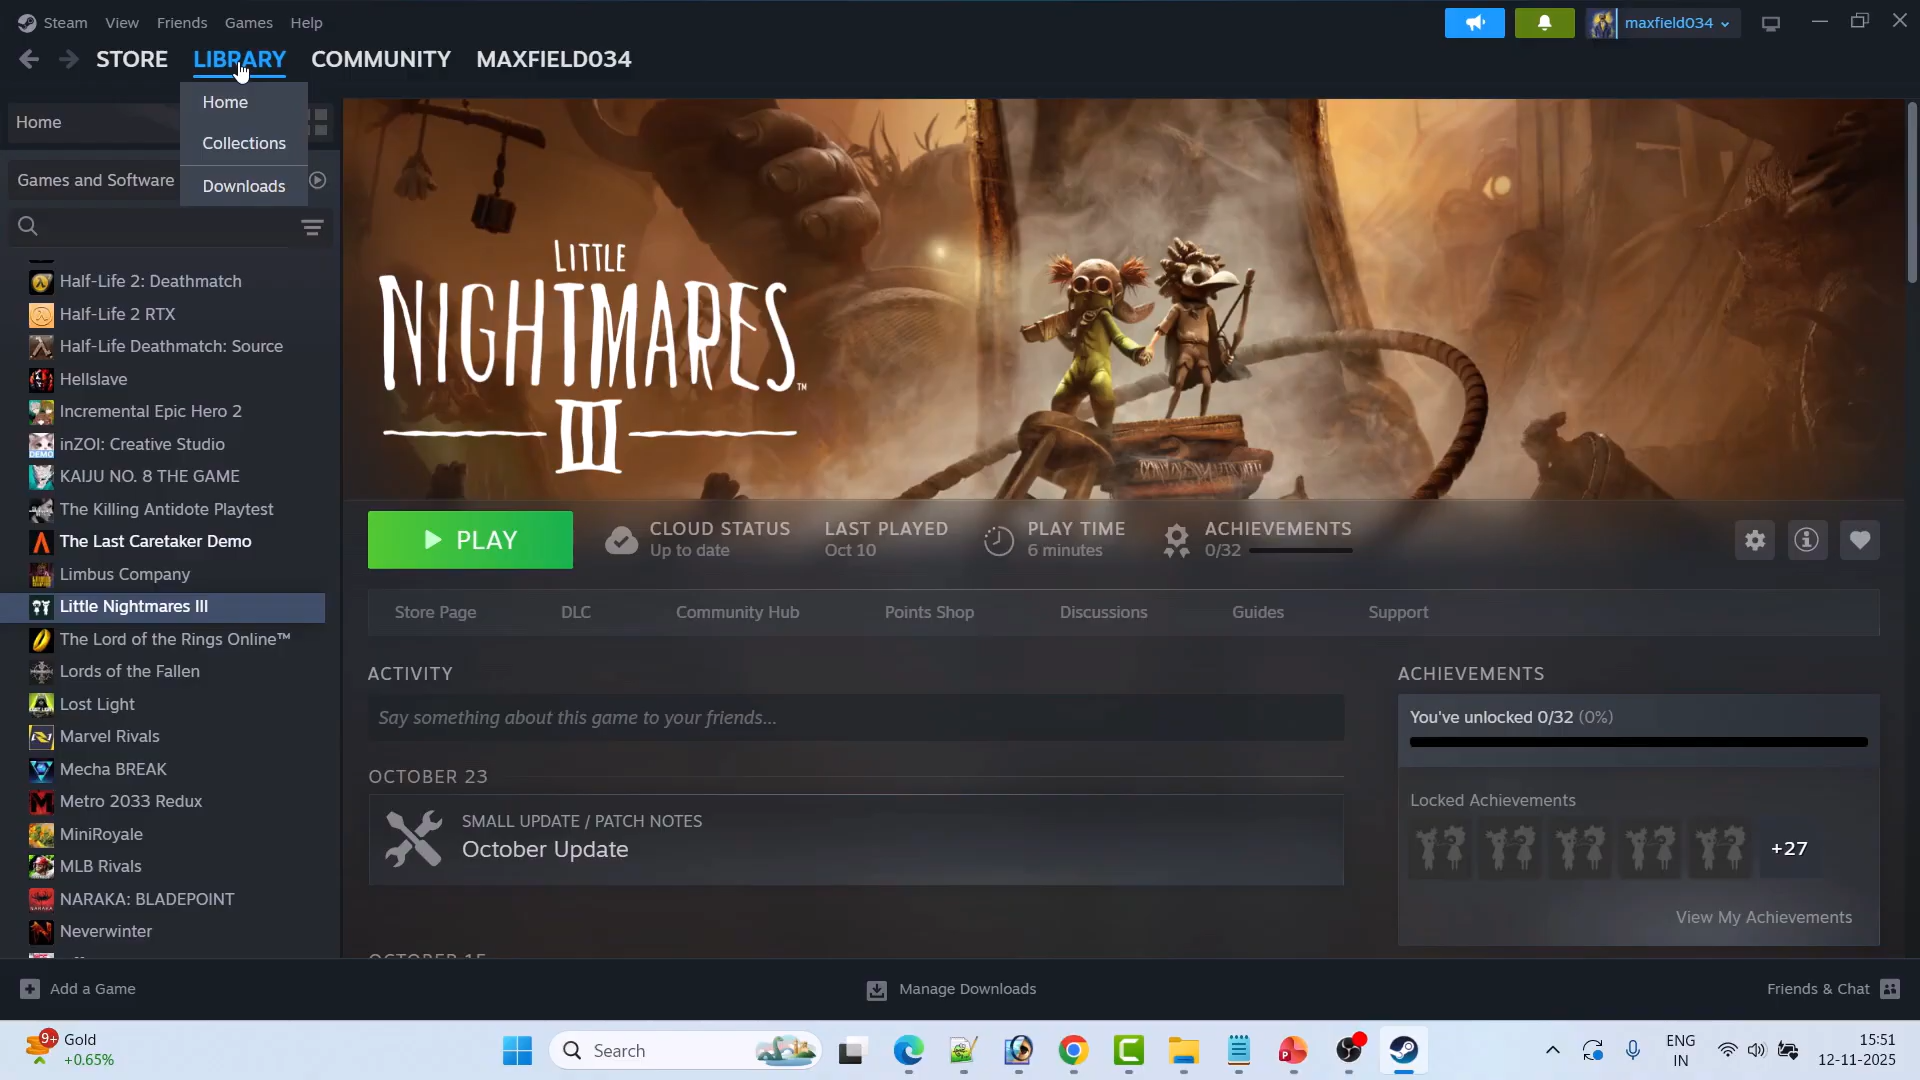 Steam View Friends Games Help
maxfield034
STORE LIBRARY COMMUNITY MAXFIELD034
Home
Collections
Downloads
Home
Games and Software
Half-Life 2: Deathmatch
Half-Life 2 RTX
Half-Life Deathmatch: Source
Hellslave
Incremental Epic Hero 2
inZOI: Creative Studio
KAIJU NO. 8 THE GAME
The Killing Antidote Playtest
The Last Caretaker Demo
Limbus Company
Little Nightmares III
The Lord of the Rings Online™
Lords of the Fallen
Lost Light
Marvel Rivals
Mecha BREAK
Metro 2033 Redux
MiniRoyale
MLB Rivals
NARAKA: BLADEPOINT
Neverwinter
LITTLE
NIGHTMARES™
III
PLAY
CLOUD STATUS
Up to date
LAST PLAYED
Oct 10
PLAY TIME
6 minutes
ACHIEVEMENTS
0/32
Store Page DLC Community Hub Points Shop Discussions Guides Support
ACTIVITY
Say something about this game to your friends...
OCTOBER 23
SMALL UPDATE / PATCH NOTES
October Update
ACHIEVEMENTS
You've unlocked 0/32 (0%)
Locked Achievements
+27
View My Achievements
Add a Game
Manage Downloads
Friends & Chat
9+
Gold
+0.65%
Search
ENG
IN
15:51
12-11-2025